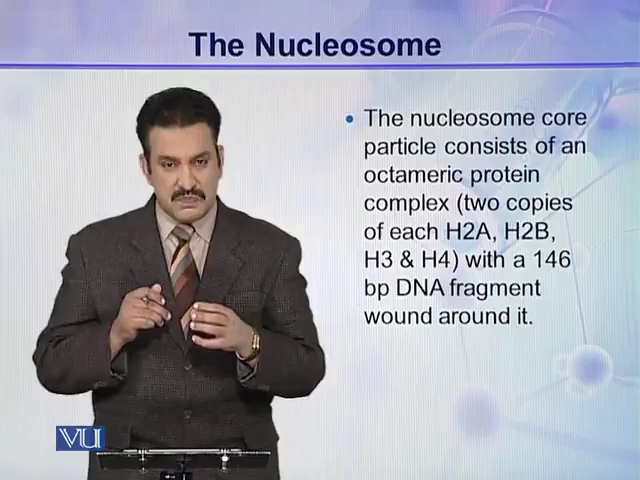 The Nucleosome
• The nucleosome core
particle consists of an
octameric protein
complex (two copies
of each H2A, H2B,
H3 & H4) with a 146
bp DNA fragment
wound around it.
VU